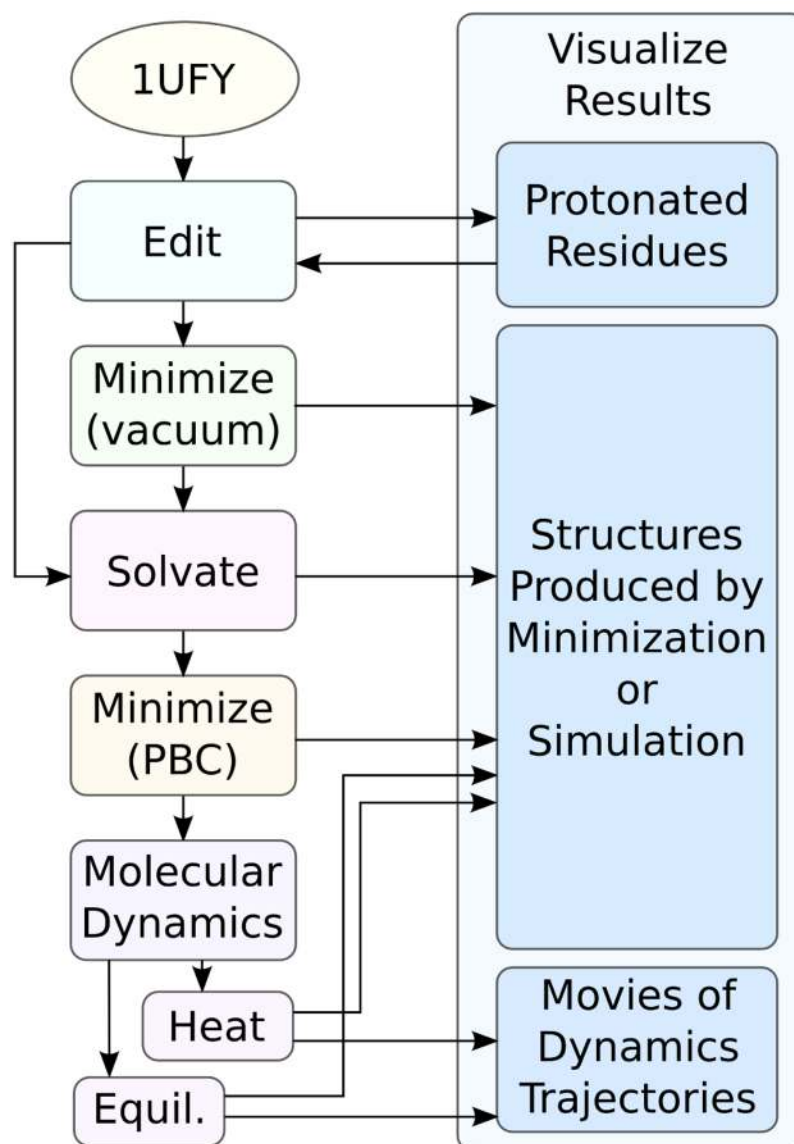 1UFY
Edit
Minimize
(vacuum)
Solvate
Minimize
(PBC)
Molecular
Dynamics
Heat
Equil.
Visualize
Results
Protonated
Residues
Structures
Produced by
Minimization
or
Simulation
Movies of
Dynamics
Trajectories